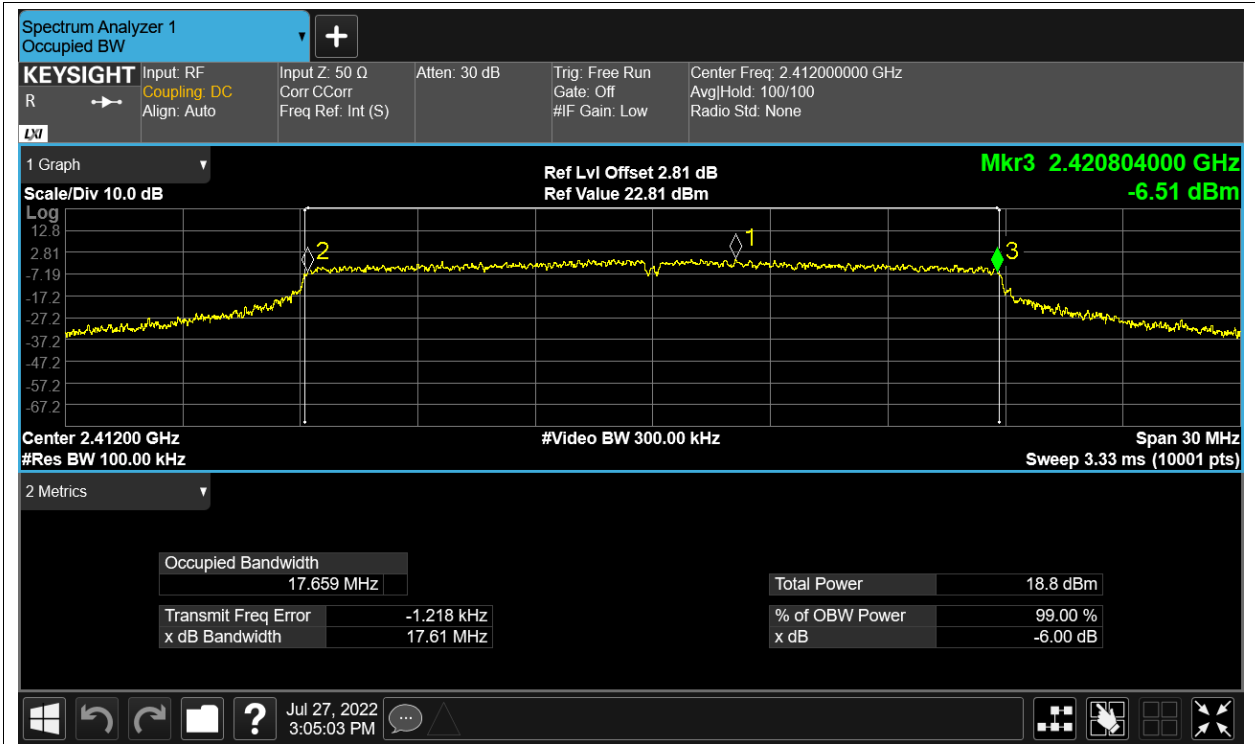 Spectrum Analyzer 1
Occupied BW
KEYSIGHT
R
LXI
Input: RF
Coupling: DC
Align: Auto
Input Z: 50 Ω
Corr CCorr
Freq Ref: Int (S)
Atten: 30 dB
Trig: Free Run
Gate: Off
#IF Gain: Low
Center Freq: 2.412000000 GHz
Avg|Hold: 100/100
Radio Std: None
1 Graph
Scale/Div 10.0 dB
Ref Lvl Offset 2.81 dB
Ref Value 22.81 dBm
Mkr3 2.420804000 GHz
-6.51 dBm
Log
12.8
2.81
-7.19
-17.2
-27.2
-37.2
-47.2
-57.2
-67.2
2
1
3
Center 2.41200 GHz
#Res BW 100.00 kHz
#Video BW 300.00 kHz
Span 30 MHz
Sweep 3.33 ms (10001 pts)
2 Metrics
Occupied Bandwidth
17.659 MHz
Transmit Freq Error -1.218 kHz
x dB Bandwidth 17.61 MHz
Total Power 18.8 dBm
% of OBW Power 99.00 %
x dB -6.00 dB
?
Jul 27, 2022
3:05:03 PM